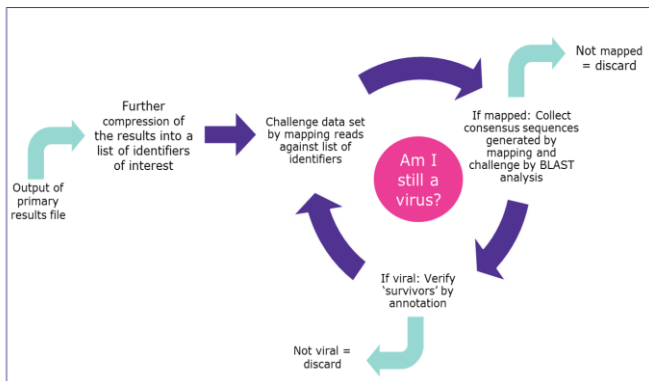 Output of
primary
results file
Further
compression of
the results into a
list of identifiers
of interest
Challenge data set
by mapping reads
against list of
identifiers
Am I
still a
virus?
Not mapped
= discard
If mapped: Collect
consensus sequences
generated by
mapping and
challenge by BLAST
analysis
If viral: Verify
‘survivors’ by
annotation
Not viral =
discard